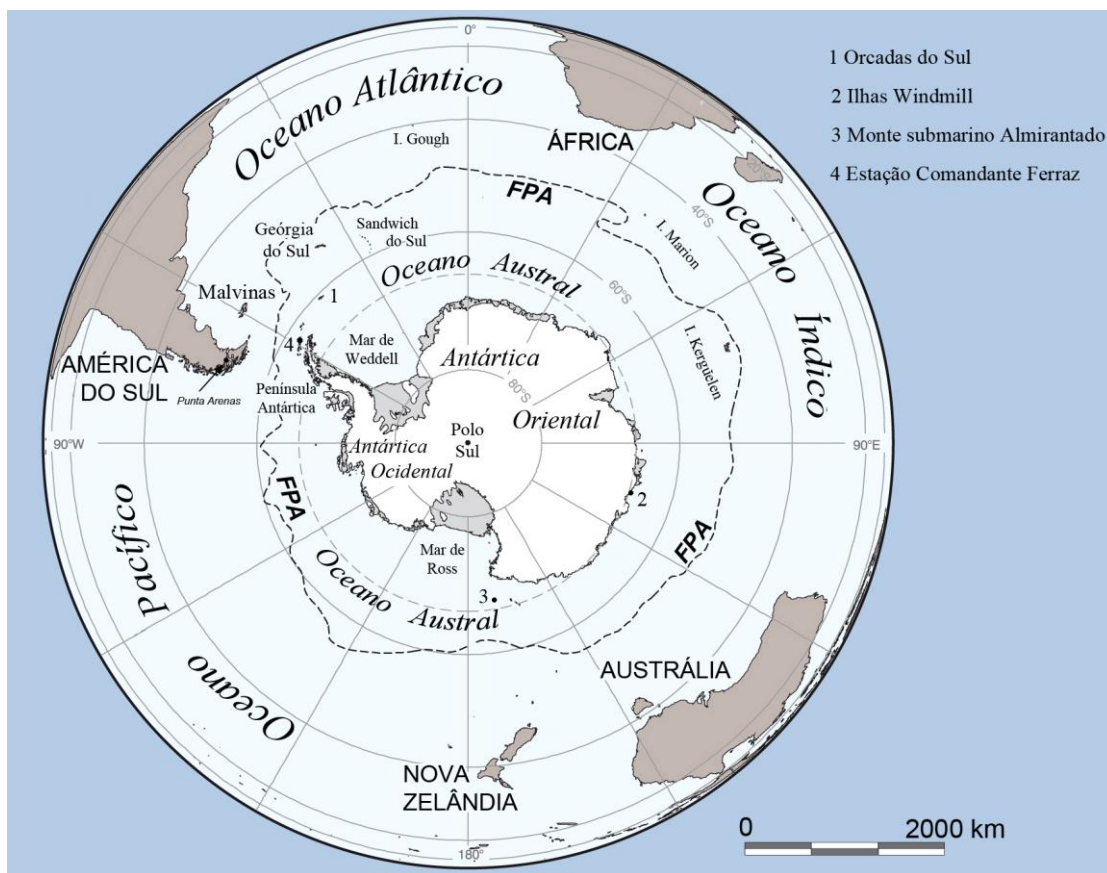 0°
1 Orcadas do Sul
2 Ilhas Windmill
3 Monte submarino Almirantado
4 Estação Comandante Ferraz
Oceano Atlântico
I. Gough
ÁFRICA
20°S
FPA
Oceano Índico
40°S
I. Marion
Geórgia
do Sul
Sandwich
do Sul
Oceano Austral
60°S
Malvinas
1
4
Mar de
Weddell
I. Kerguelen
AMÉRICA
DO SUL
Punta Arenas
Península
Antártica
Antártica
Oriental
80°S
Polo
Sul
90°W
90°E
Antártica
Ocidental
2
FPA
FPA
Mar de
Ross
3
Oceano Austral
Oceano Pacífico
AUSTRÁLIA
NOVA
ZELÂNDIA
180°
0 2000 km